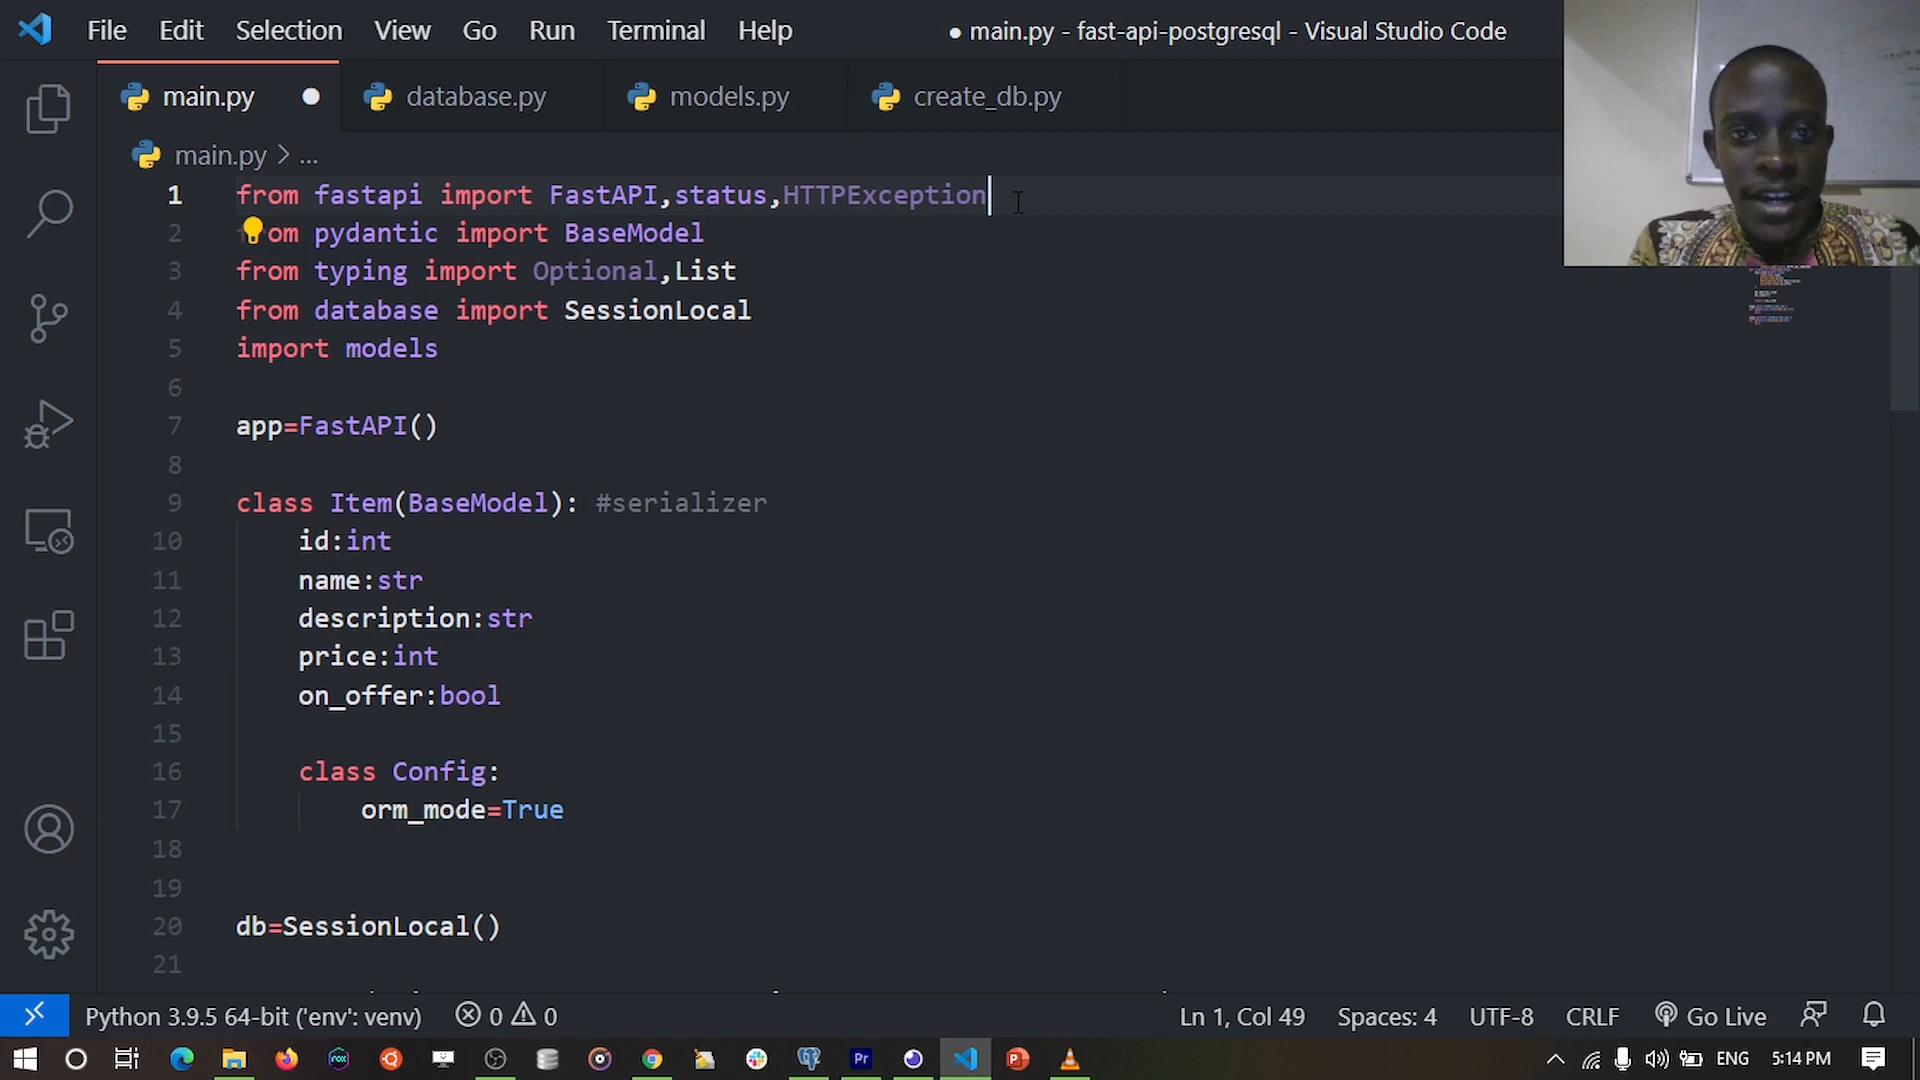 File Edit Selection View Go Run Terminal Help
● main.py - fast-api-postgresql - Visual Studio Code
main.py ● database.py models.py create_db.py
main.py > ...
1 from fastapi import FastAPI,status,HTTPException
2 om pydantic import BaseModel
3 from typing import Optional,List
4 from database import SessionLocal
5 import models
6
7 app=FastAPI()
8
9 class Item(BaseModel): #serializer
10 id:int
11 name:str
12 description:str
13 price:int
14 on_offer:bool
15
16 class Config:
17 orm_mode=True
18
19
20 db=SessionLocal()
21
Python 3.9.5 64-bit ('env': venv) 0 0 Ln 1, Col 49 Spaces: 4 UTF-8 CRLF Go Live
Pr ENG 5:14 PM